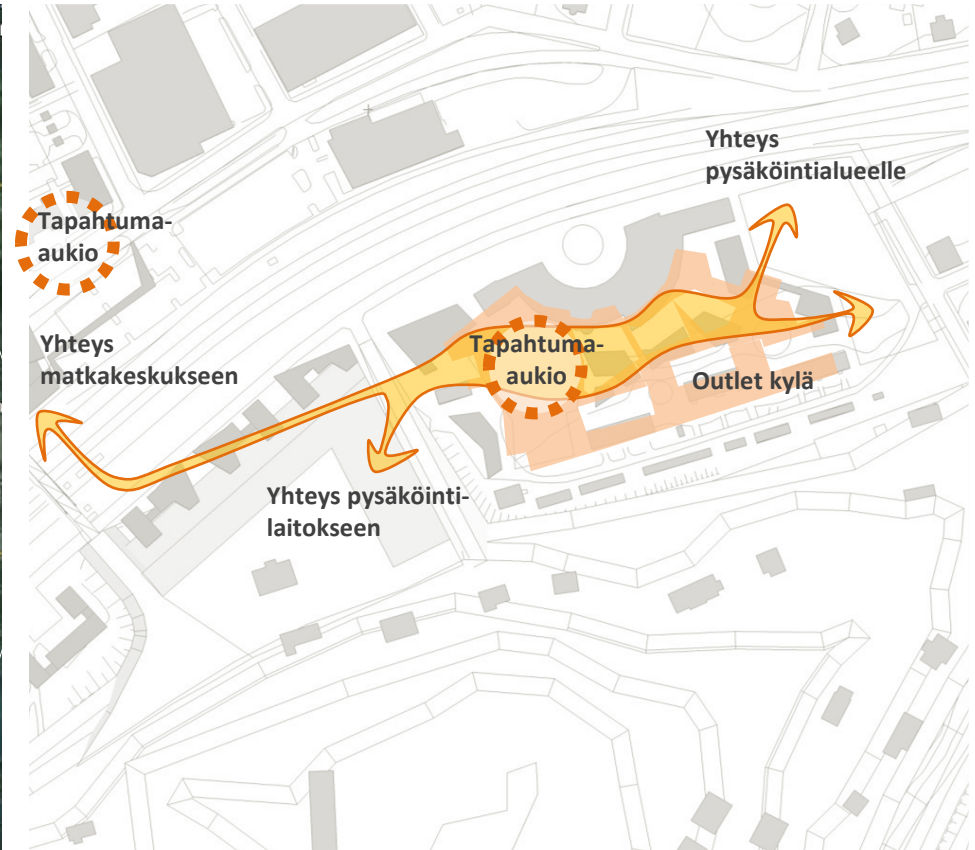 Yhteys
pysäköintialueelle
Tapahtuma-
aukio
Yhteys
matkakeskukseen
Tapahtuma-
aukio
Outlet kylä
Yhteys pysäköinti-
laitokseen